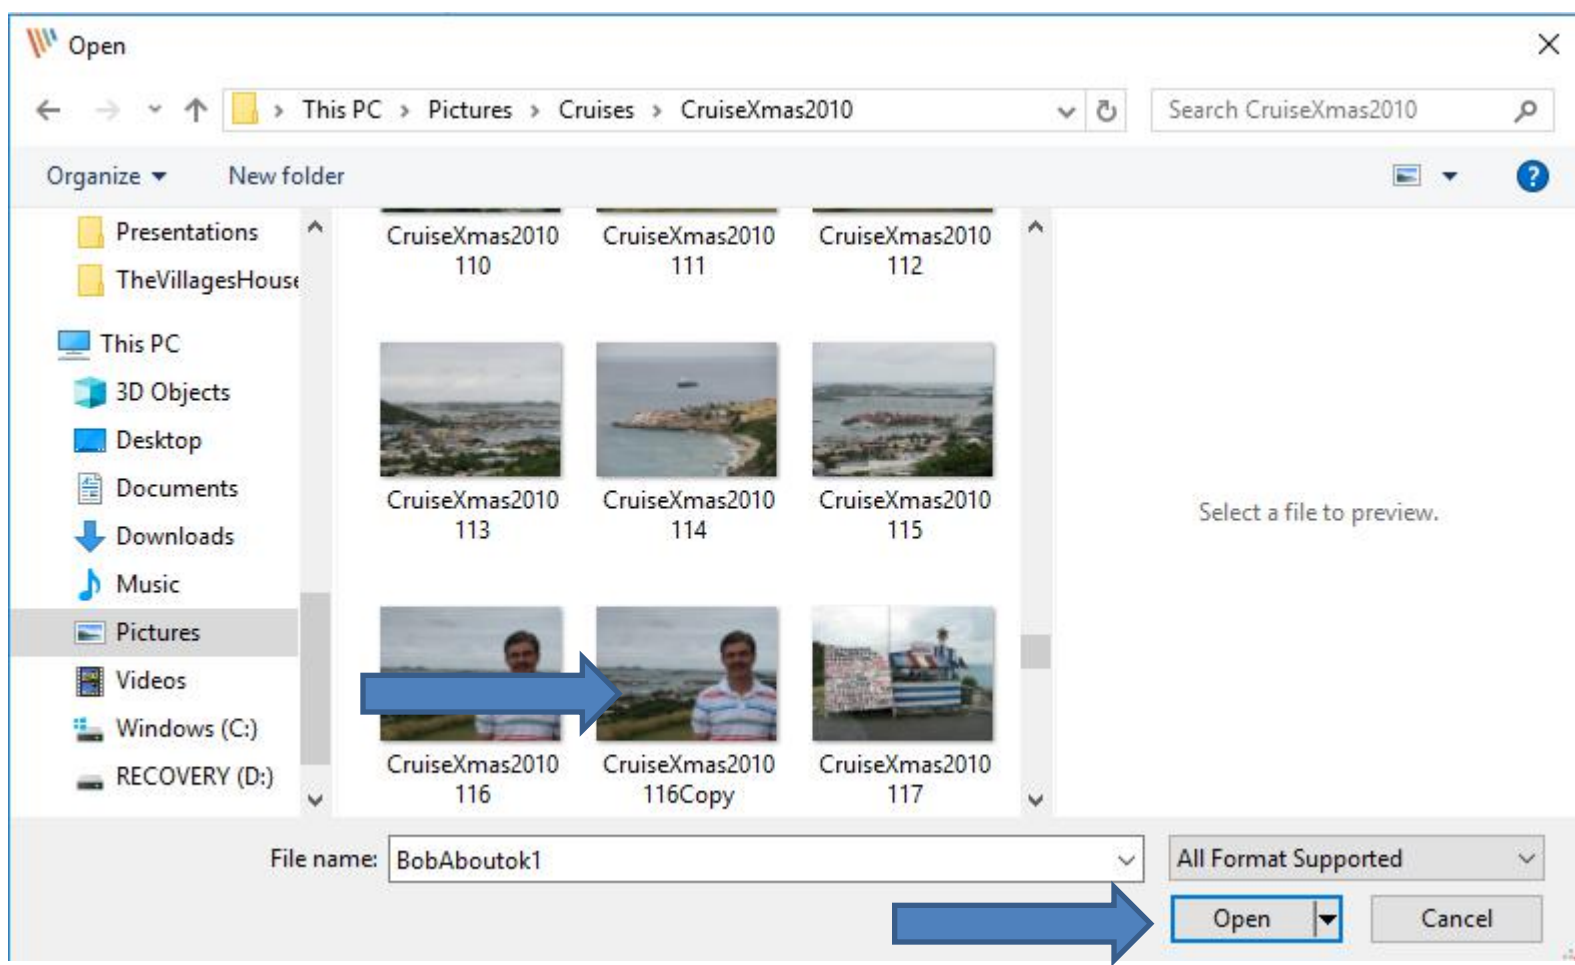 Open
This PC > Pictures > Cruises > CruiseXmas2010
Search CruiseXmas2010
Organize
New folder
?
Presentations
TheVillagesHouse
This PC
3D Objects
Desktop
Documents
Downloads
Music
Pictures
Videos
Windows (C:)
RECOVERY (D:)
CruiseXmas2010
110
CruiseXmas2010
111
CruiseXmas2010
112
CruiseXmas2010
113
CruiseXmas2010
114
CruiseXmas2010
115
CruiseXmas2010
116
CruiseXmas2010
116Copy
CruiseXmas2010
117
Select a file to preview.
File name:
BobAboutok1
All Format Supported
Open
Cancel